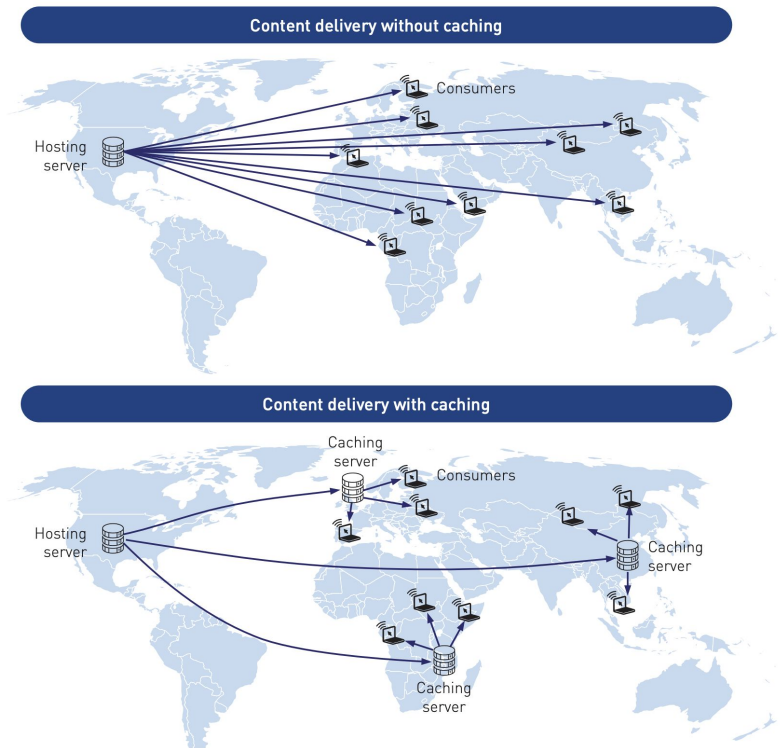 Content delivery without caching
Consumers
Hosting
server
Content delivery with caching
Caching
server
Consumers
Hosting
server
Caching
server
Caching
server